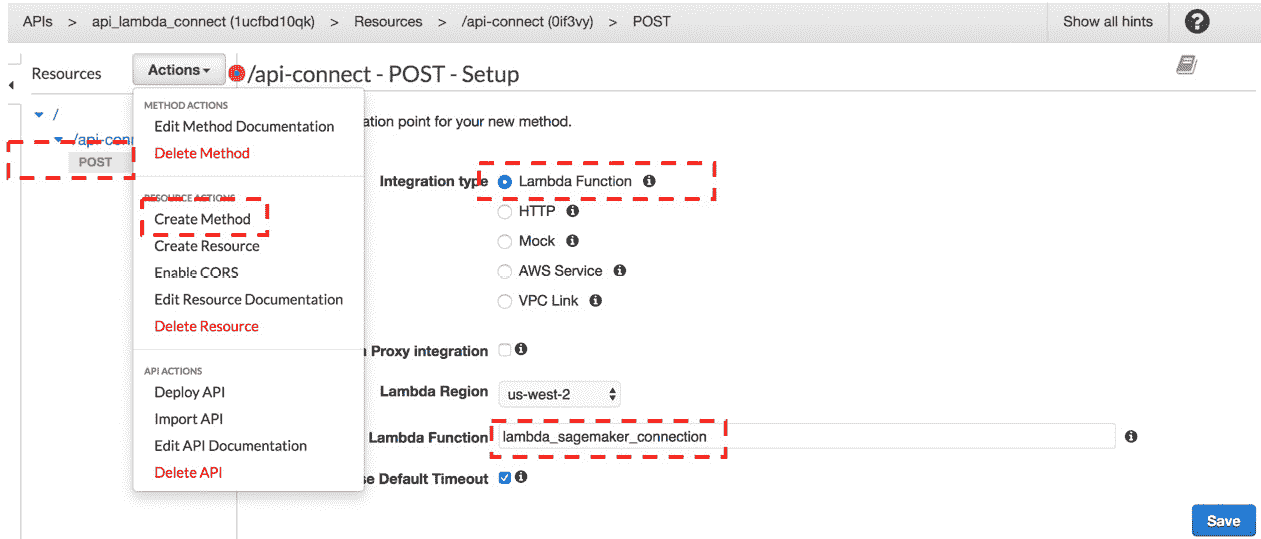 APIs > api_lambda_connect (1ucfbd10qk) > Resources > /api-connect (0if3vy) > POST Show all hints ?
Resources Actions /api-connect - POST - Setup
/
/api-conn
POST
METHOD ACTIONS
Edit Method Documentation
Delete Method
RESOURCE ACTIONS
Create Method
Create Resource
Enable CORS
Edit Resource Documentation
Delete Resource
API ACTIONS
Deploy API
Import API
Edit API Documentation
Delete API
ation point for your new method.
Integration type Lambda Function
HTTP
Mock
AWS Service
VPC Link
Proxy integration
Lambda Region us-west-2
Lambda Function lambda_sagemaker_connection
se Default Timeout
Save